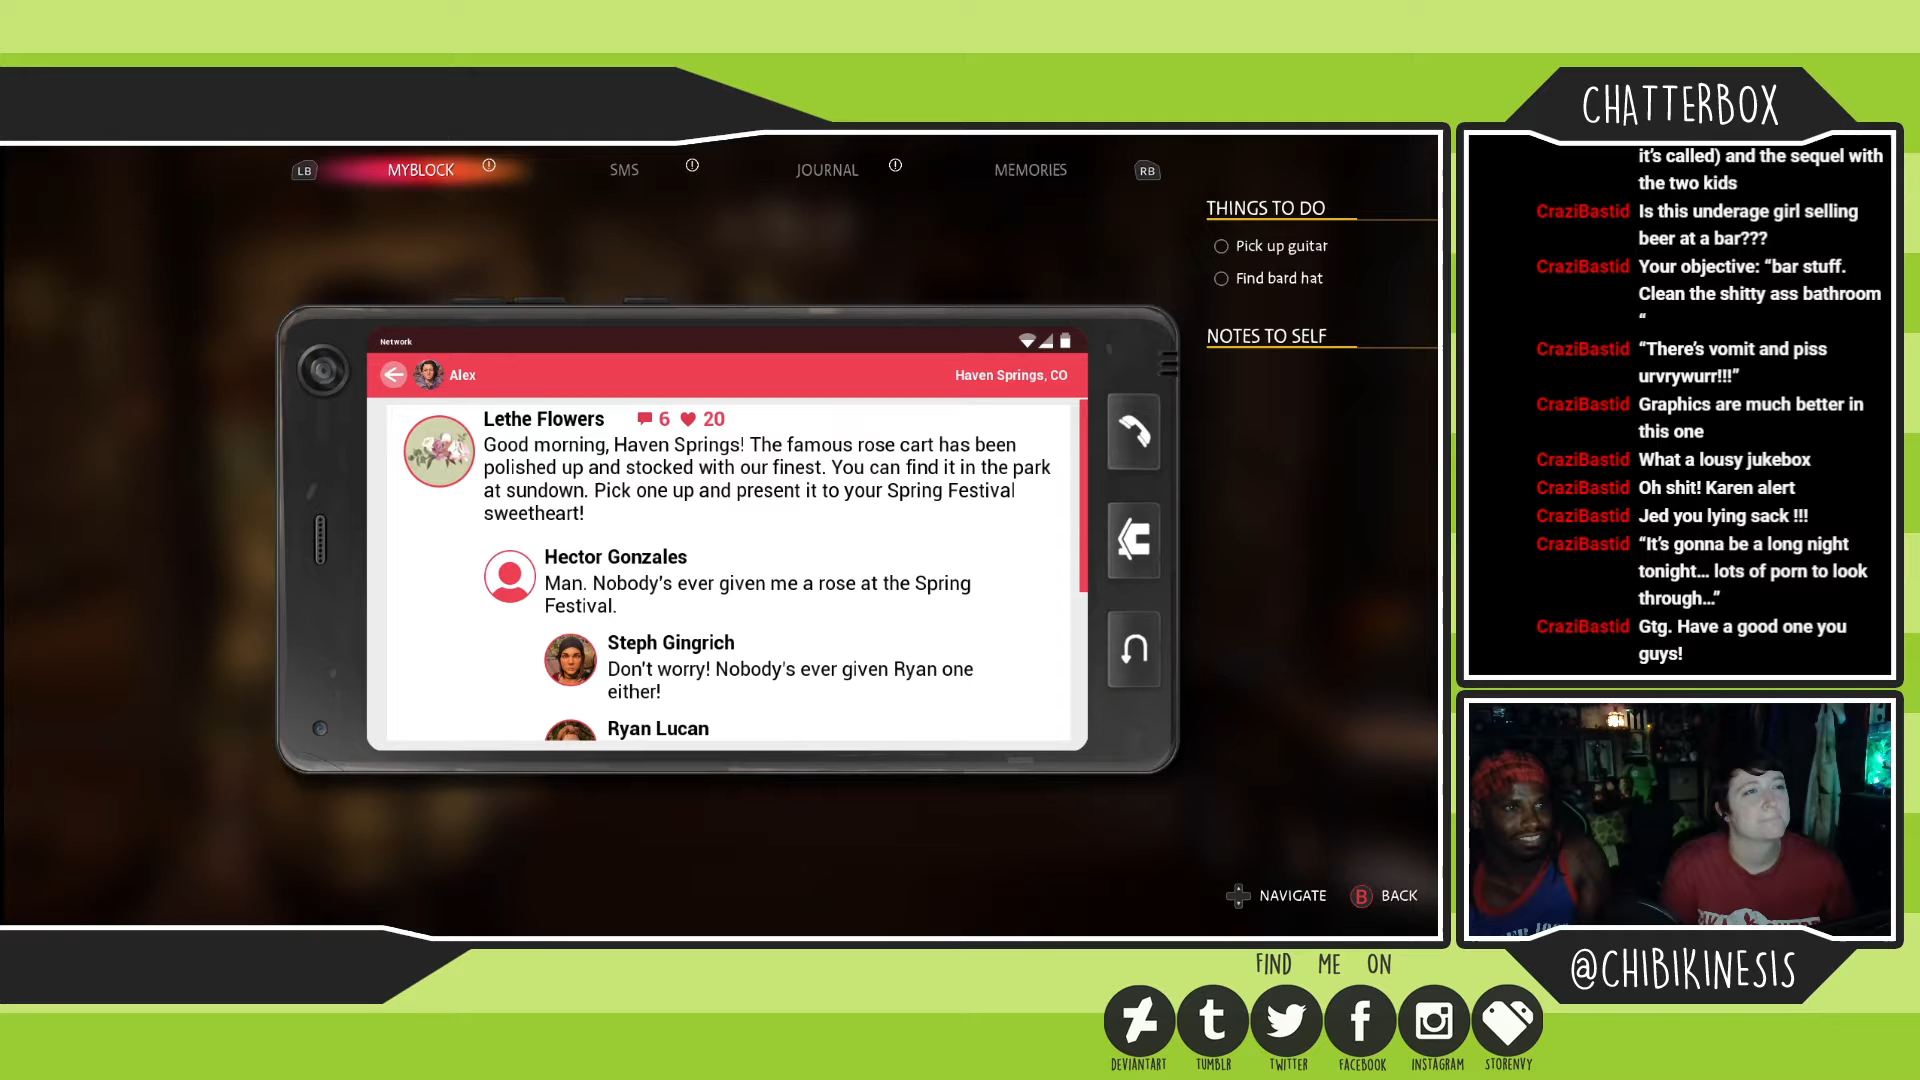 LB
MYBLOCK
SMS
JOURNAL
MEMORIES
RB
THINGS TO DO
Pick up guitar
Find bard hat
NOTES TO SELF
Network
Alex
Haven Springs, CO
Lethe Flowers 6 20
Good morning, Haven Springs! The famous rose cart has been
polished up and stocked with our finest. You can find it in the park
at sundown. Pick one up and present it to your Spring Festival
sweetheart!
Hector Gonzales
Man. Nobody's ever given me a rose at the Spring
Festival.
Steph Gingrich
Don't worry! Nobody's ever given Ryan one
either!
Ryan Lucan
NAVIGATE
B BACK
CHATTERBOX
it's called) and the sequel with
the two kids
CraziBastid Is this underage girl selling
beer at a bar???
CraziBastid Your objective: “bar stuff.
Clean the shitty ass bathroom
“
CraziBastid “There's vomit and piss
urvrywurr!!!”
CraziBastid Graphics are much better in
this one
CraziBastid What a lousy jukebox
CraziBastid Oh shit! Karen alert
CraziBastid Jed you lying sack !!!
CraziBastid “It's gonna be a long night
tonight... lots of porn to look
through...”
CraziBastid Gtg. Have a good one you
guys!
@CHIBIKINESIS
FIND ME ON
DEVIANTART
TUMBLR
TWITTER
FACEBOOK
INSTAGRAM
STORENVY